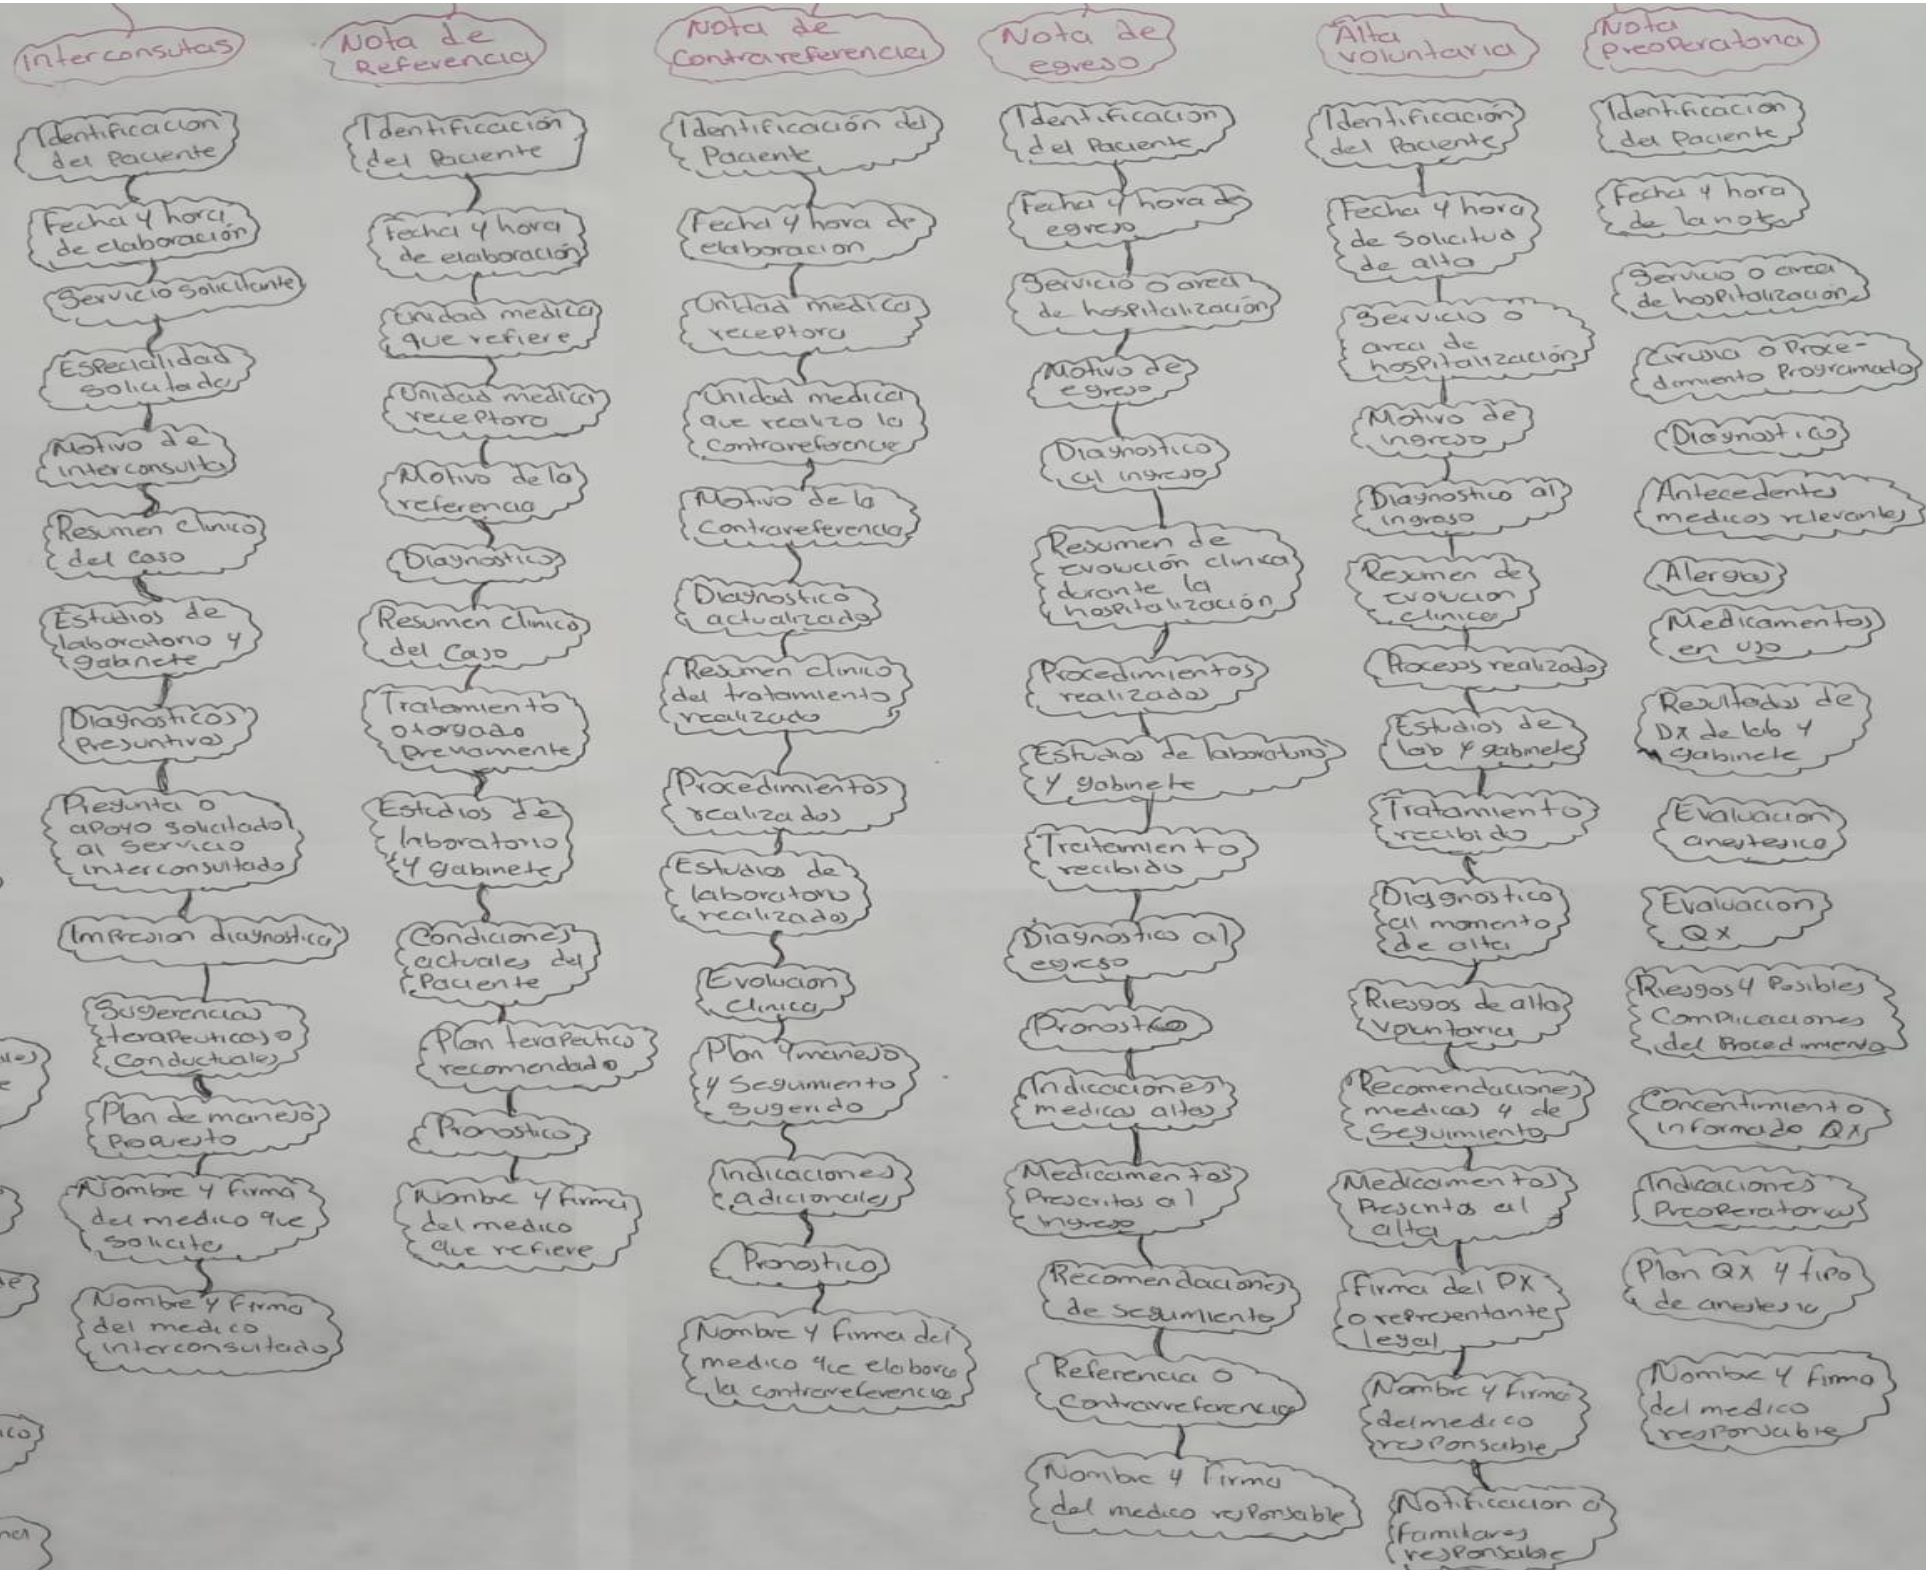 Interconsutas
Identificacion
del Paciente
Fecha y hora
de elaboración
Servicio solicitante
Especialidad
solicitada
Motivo de
interconsulta
Resumen clinico
del caso
Estudios de
laboratorio y
gabinete
Diagnosticos
Presuntivos
Pregunta o
apoyo solicitado
al servicio
interconsultado
Impresion diagnostica
Sugerencias
terapeuticas o
Conductuales
Plan de manejo
Propuesto
Nombre y firma
del medico que
solicita
Nombre y firma
del medico
interconsultado
Nota de
Referencia
Identificación
del Paciente
Fecha y hora
de elaboración
Unidad medica
que refiere
Unidad medica
receptora
Motivo de la
referencia
Diagnostico
Resumen clinico
del caso
Tratamiento
otorgado
Previamente
Estudios de
laboratorio
y gabinete
Condiciones
actuales del
Paciente
Plan terapeutico
recomendado
Pronostico
Nombre y firma
del medico
que refiere
Nota de
Contrareferencia
Identificación del
Paciente
Fecha y hora de
elaboracion
Unidad medica
receptora
Unidad medica
que realizo la
Contrareferencia
Motivo de la
Contrareferencia
Diagnostico
actualizado
Resumen clinico
del tratamiento
realizado
Procedimientos
realizados
Estudios de
laboratorio
realizados
Evolucion
Clinica
Plan y manejo
y Seguimiento
Sugerido
Indicaciones
adicionales
Pronostico
Nombre y firma del
medico que elaboro
la contrareferencia
Nota de
egreso
Identificacion
del Paciente
Fecha y hora de
egreso
Servicio o area
de hospitalización
Motivo de
egreso
Diagnostico
al ingreso
Resumen de
evolución clinica
durante la
hospitalización
Procedimientos
realizados
Estudios de laboratorio
y gabinete
Tratamiento
recibido
Diagnostico al
egreso
Pronostico
Indicaciones
medicas altas
Medicamentos
Prescritos al
ingreso
Recomendaciones
de seguimiento
Referencia o
Contrarreferencia
Nombre y firma
del medico responsable
Alta
voluntaria
Identificación
del Paciente
Fecha y hora
de solicitud
de alta
Servicio o
area de
hospitalización
Motivo de
ingreso
Diagnostico al
ingreso
Resumen de
evolucion
clinica
Procesos realizado
Estudios de
lab y gabinete
Tratamiento
recibido
Diagnostico
al momento
de alta
Riesgos de alta
voluntaria
Recomendaciones
medicas y de
Seguimiento
Medicamentos
Prescritos al
alta
Firma del PX
o representante
legal
Nombre y firma
del medico
responsable
Notificacion a
familiares
responsable
Nota
preoperatoria
Identificacion
del Paciente
Fecha y hora
de la nota
Servicio o area
de hospitalización
Cirugia o Proce-
dimiento Programado
Diagnostico
Antecedentes
medicos relevantes
Alergias
Medicamentos
en uso
Resultados de
DX de lab y
gabinete
Evaluacion
anestesica
Evaluacion
QX
Riesgos y Posibles
Complicaciones
del Procedimiento
Concentimiento
informado QX
Indicaciones
Preoperatorias
Plan QX y tipo
de anestesia
Nombre y firma
del medico
responsable